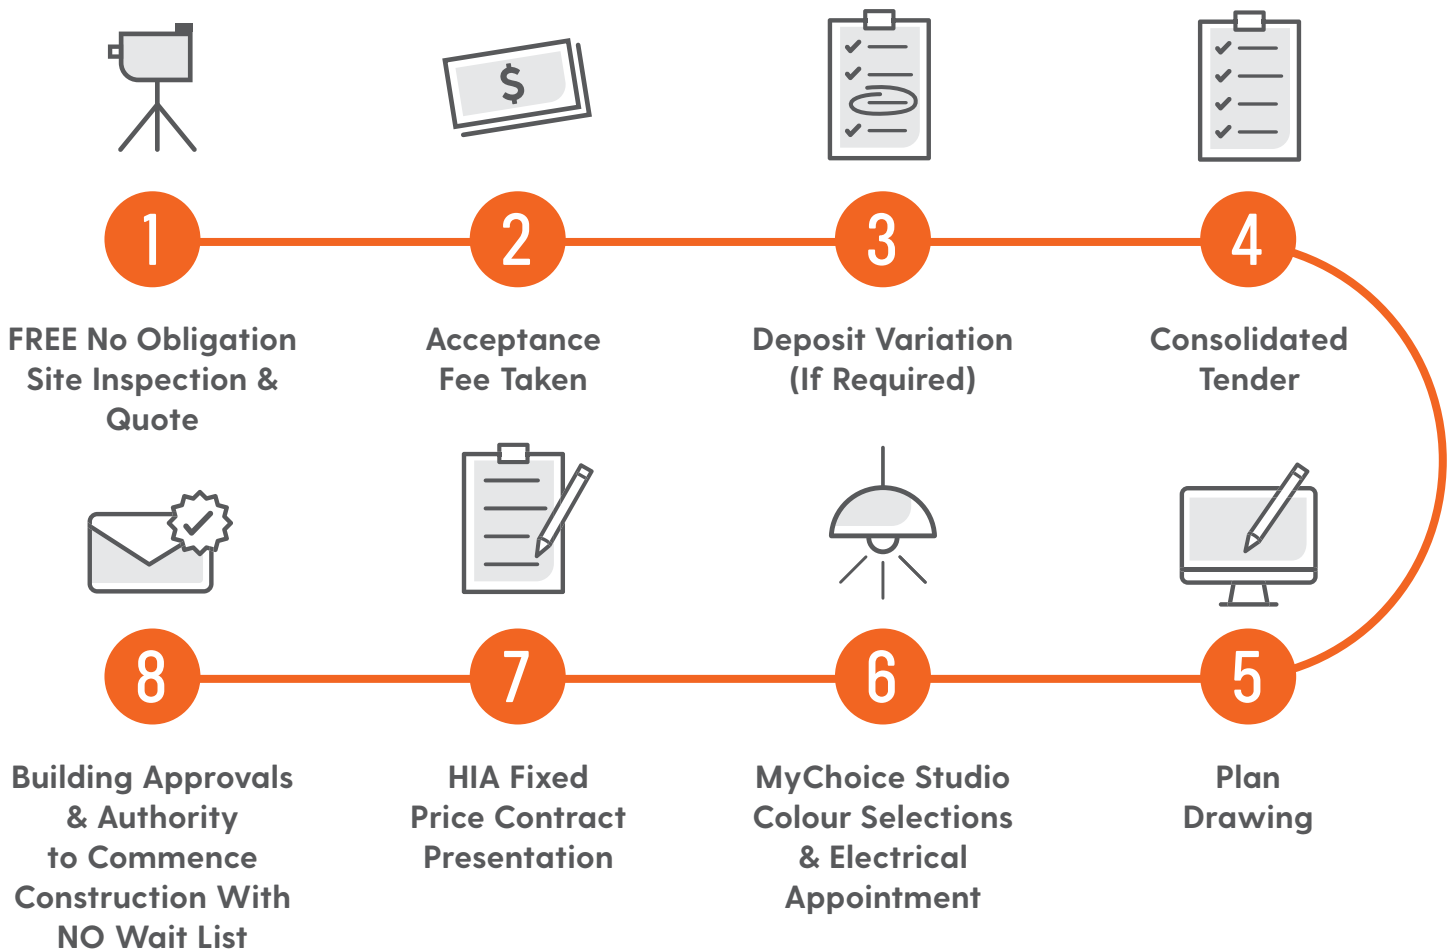 $
1
2
3
4
FREE No Obligation
Site Inspection &
Quote
Acceptance
Fee Taken
Deposit Variation
(If Required)
Consolidated
Tender
5
Plan
Drawing
6
MyChoice Studio
Colour Selections
& Electrical
Appointment
7
HIA Fixed
Price Contract
Presentation
8
Building Approvals
& Authority
to Commence
Construction With
NO Wait List